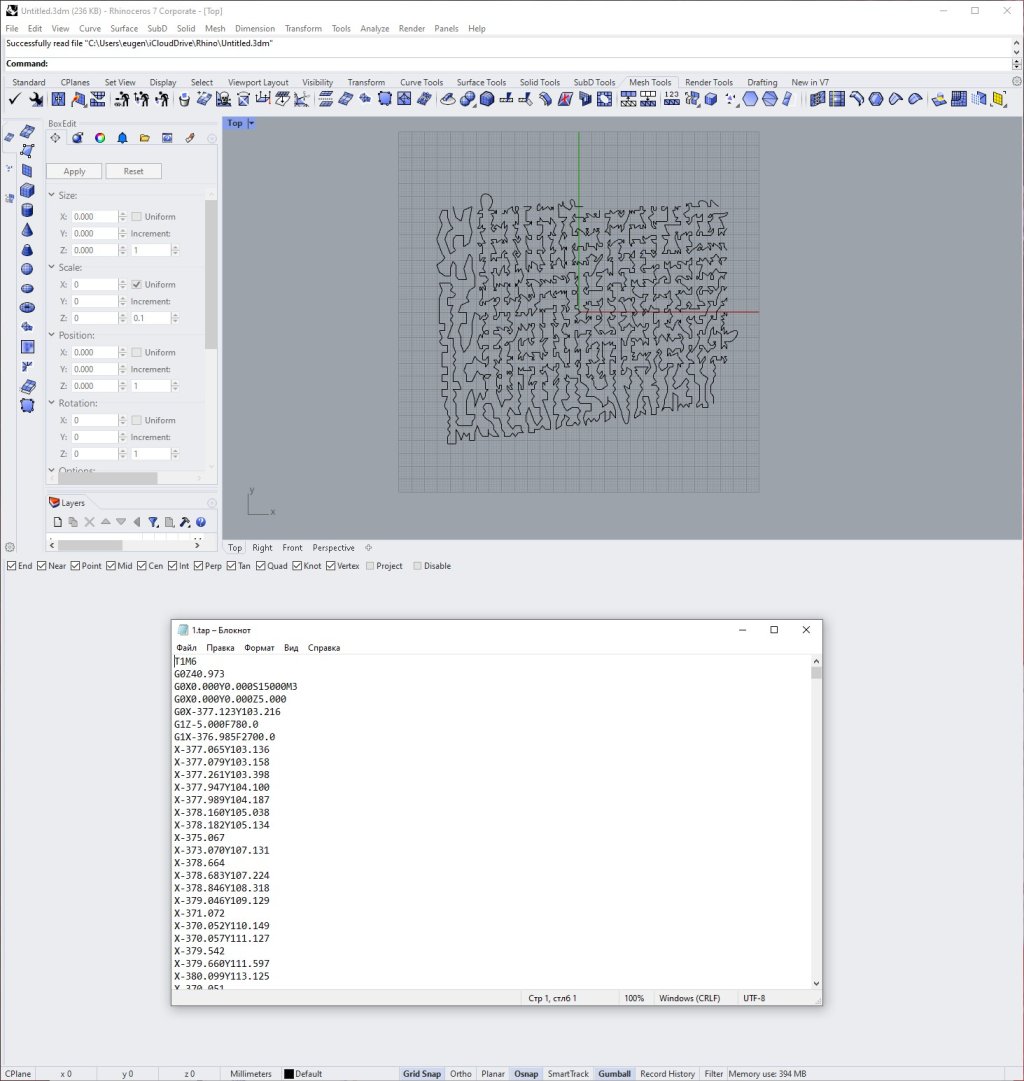 Untitled.3dm (236 KB) - Rhinoceros 7 Corporate - [Top]
File Edit View Curve Surface SubD Solid Mesh Dimension Transform Tools Analyze Render Panels Help
Successfully read file "C:\Users\eugen\iCloudDrive\Rhino\Untitled.3dm"
Command:
Standard CPlanes Set View Display Select Viewport Layout Visibility Transform Curve Tools Surface Tools Solid Tools SubD Tools Mesh Tools Render Tools Drafting New in V7
123
BoxEdit
Top
Apply Reset
Size:
X: 0.000 Uniform
Y: 0.000 Increment:
Z: 0.000 1
Scale:
X: 0 Uniform
Y: 0 Increment:
Z: 0 0.1
Position:
X: 0.000 Uniform
Y: 0.000 Increment:
Z: 0.000 1
Rotation:
X: 0 Uniform
Y: 0 Increment:
Z: 0 1
Options:
Layers
y
x
Top Right Front Perspective
End Near Point Mid Cen Int Perp Tan Quad Knot Vertex Project Disable
1.tap – Блокнот
Файл Правка Формат Вид Справка
T1M6
G0Z40.973
G0X0.000Y0.000S15000M3
G0X0.000Y0.000Z5.000
G0X-377.123Y103.216
G1Z-5.000F780.0
G1X-376.985F2700.0
X-377.065Y103.136
X-377.079Y103.158
X-377.261Y103.398
X-377.947Y104.100
X-377.989Y104.187
X-378.160Y105.038
X-378.182Y105.134
X-375.067
X-373.070Y107.131
X-378.664
X-378.683Y107.224
X-378.846Y108.318
X-379.046Y109.129
X-371.072
X-370.052Y110.149
X-370.057Y111.127
X-379.542
X-379.660Y111.597
X-380.099Y113.125
X-370.051
Стр 1, стлб 1 100% Windows (CRLF) UTF-8
CPlane x 0 y 0 z 0 Millimeters Default Grid Snap Ortho Planar Osnap SmartTrack Gumball Record History Filter Memory use: 394 MB